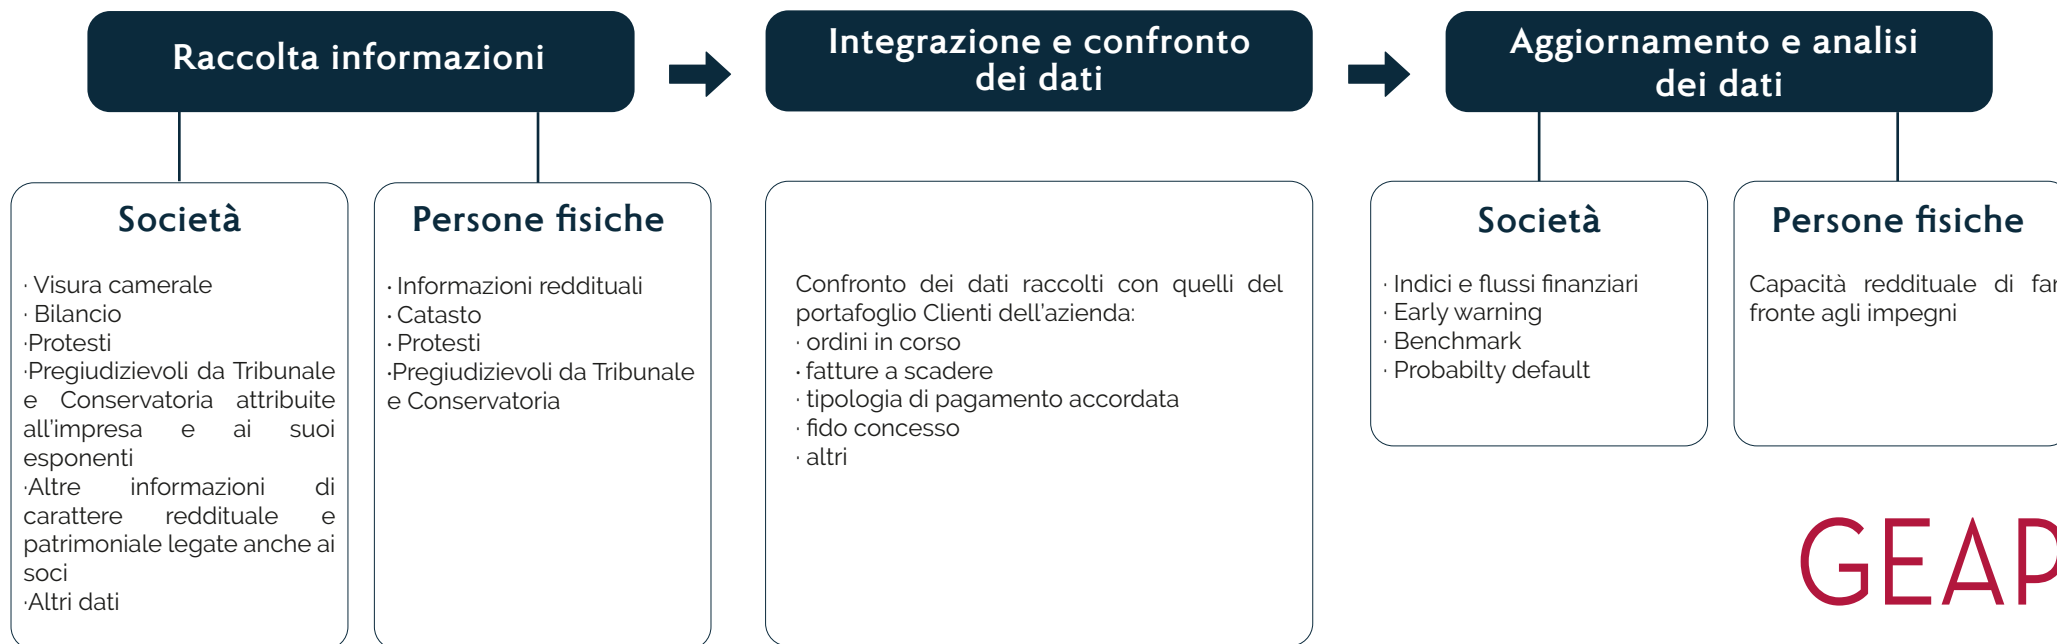 Raccolta informazioni
Integrazione e confronto
dei dati
Aggiornamento e analisi
dei dati
Società
· Visura camerale
· Bilancio
·Protesti
·Pregiudizievoli da Tribunale
e Conservatoria attribuite
all'impresa e ai suoi
esponenti
·Altre informazioni di
carattere reddituale e
patrimoniale legate anche ai
soci
·Altri dati
Persone fisiche
· Informazioni reddituali
· Catasto
· Protesti
·Pregiudizievoli da Tribunale
e Conservatoria
Confronto dei dati raccolti con quelli del
portafoglio Clienti dell'azienda:
· ordini in corso
· fatture a scadere
· tipologia di pagamento accordata
· fido concesso
· altri
Società
· Indici e flussi finanziari
· Early warning
· Benchmark
· Probabilty default
Persone fisiche
Capacità reddituale di far
fronte agli impegni
GEAP